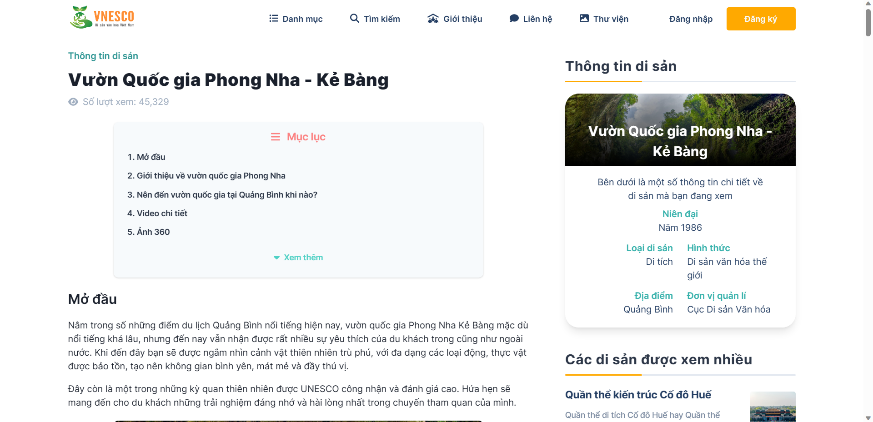 VNESCO
Di sản văn hóa Việt Nam
Danh mục
Tìm kiếm
Giới thiệu
Liên hệ
Thư viện
Đăng nhập
Đăng ký
Thông tin di sản
Vườn Quốc gia Phong Nha - Kẻ Bàng
Số lượt xem: 45,329
Mục lục
1. Mở đầu
2. Giới thiệu về vườn quốc gia Phong Nha
3. Nên đến vườn quốc gia tại Quảng Bình khi nào?
4. Video chi tiết
5. Ảnh 360
Xem thêm
Mở đầu
Nằm trong số những điểm du lịch Quảng Bình nổi tiếng hiện nay, vườn quốc gia Phong Nha Kẻ Bàng mặc dù
nổi tiếng khá lâu, nhưng đến nay vẫn nhận được rất nhiều sự yêu thích của du khách trong cũng như ngoài
nước. Khi đến đây bạn sẽ được ngắm nhìn cảnh vật thiên nhiên trù phú, với đa dạng các loại động, thực vật
được bảo tồn, tạo nên không gian bình yên, mát mẻ và đầy thú vị.
Đây còn là một trong những kỳ quan thiên nhiên được UNESCO công nhận và đánh giá cao. Hứa hẹn sẽ
mang đến cho du khách những trải nghiệm đáng nhớ và hài lòng nhất trong chuyến tham quan của mình.
Thông tin di sản
Vườn Quốc gia Phong Nha -
Kẻ Bàng
Bên dưới là một số thông tin chi tiết về
di sản mà bạn đang xem
Niên đại
Năm 1986
Loại di sản
Di tích
Hình thức
Di sản văn hóa thế
giới
Địa điểm
Quảng Bình
Đơn vị quản lí
Cục Di sản Văn hóa
Các di sản được xem nhiều
Quần thể kiến trúc Cố đô Huế
Quần thể di tích Cố đô Huế hay Quần thể